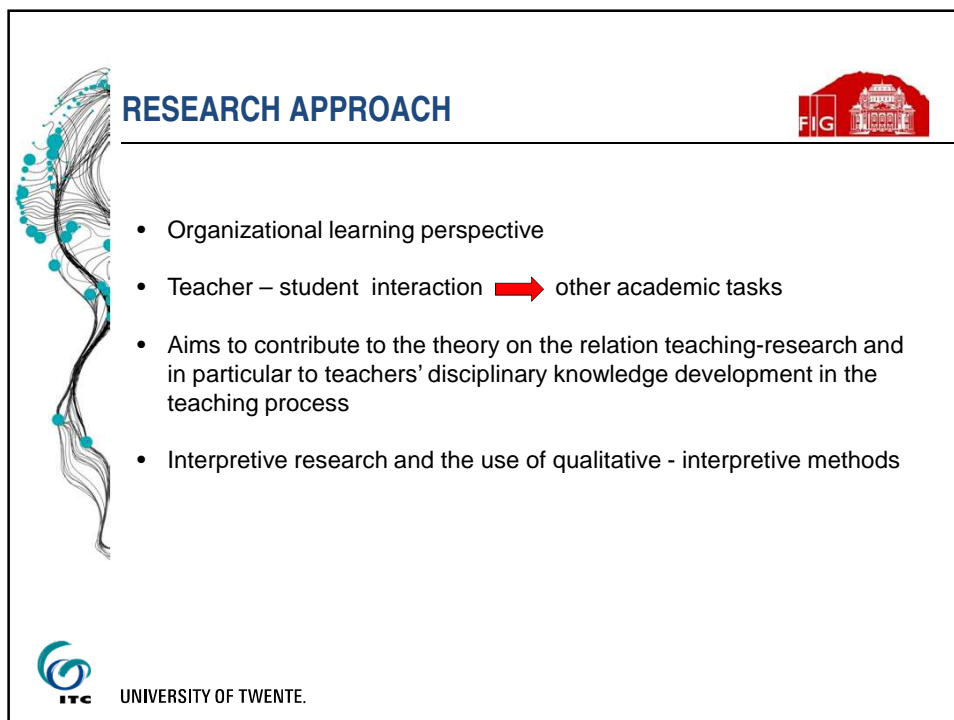 RESEARCH APPROACH
FIG
• Organizational learning perspective
• Teacher – student interaction other academic tasks
• Aims to contribute to the theory on the relation teaching-research and
in particular to teachers' disciplinary knowledge development in the
teaching process
• Interpretive research and the use of qualitative - interpretive methods
ITC
UNIVERSITY OF TWENTE.